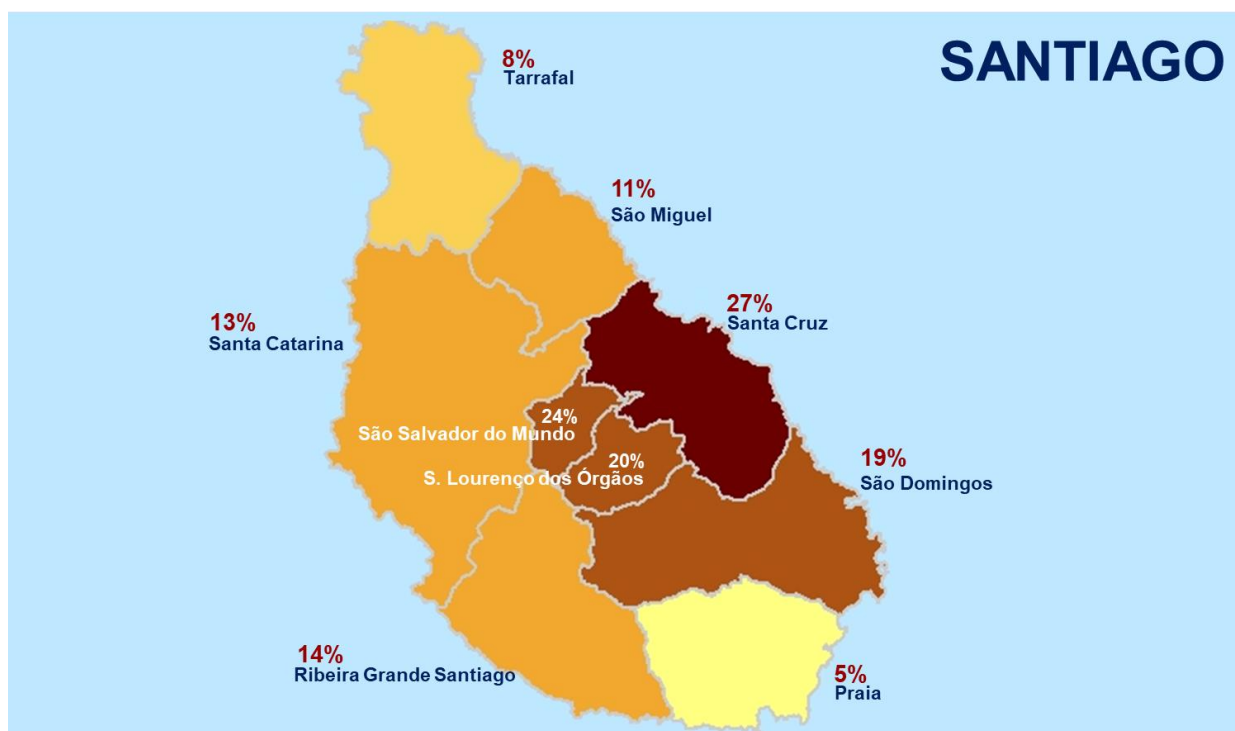 SANTIAGO
8%
Tarrafal
11%
São Miguel
27%
Santa Cruz
13%
Santa Catarina
24%
São Salvador do Mundo
20%
S. Lourenço dos Órgãos
19%
São Domingos
14%
Ribeira Grande Santiago
5%
Praia